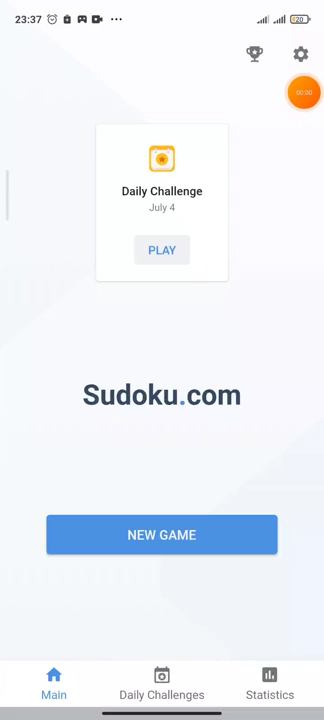 23:37
20
00:00
Daily Challenge
July 4
PLAY
Sudoku.com
NEW GAME
Main
Daily Challenges
Statistics